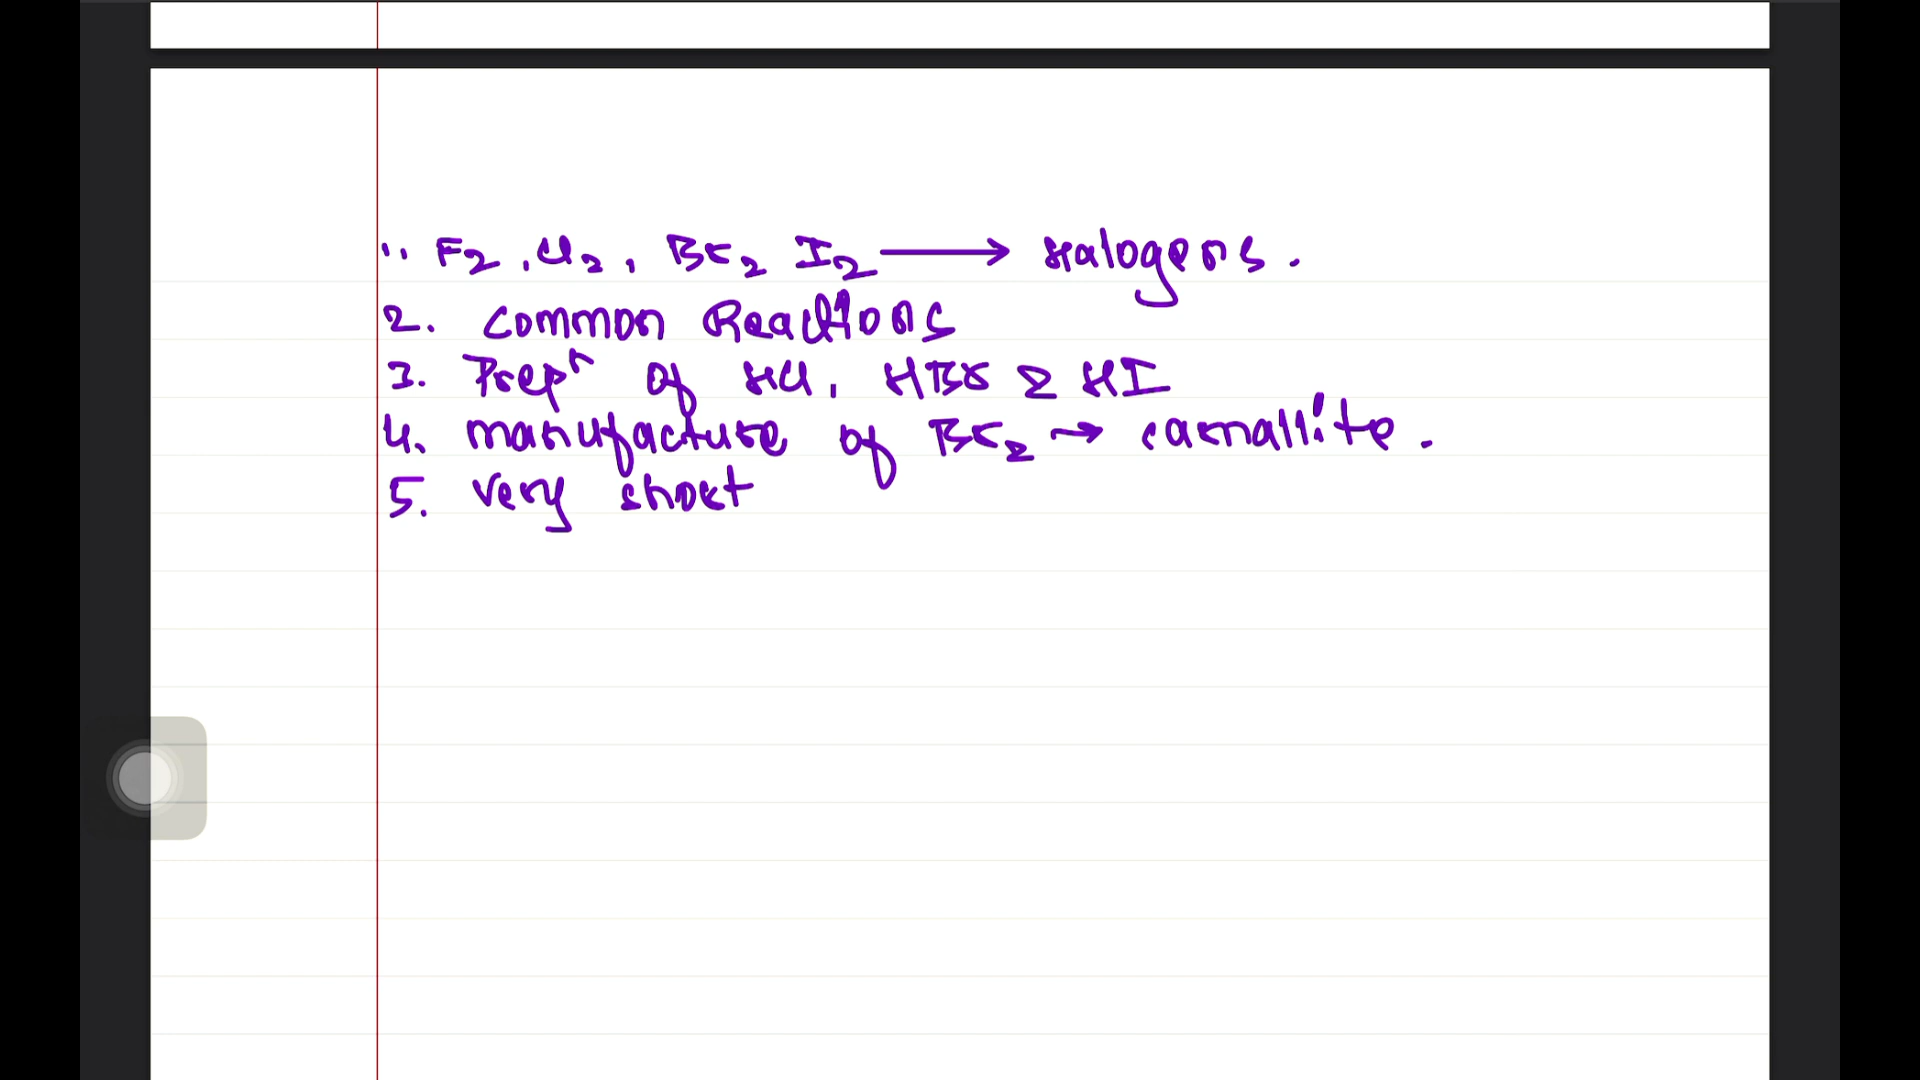 1. F2, Cl2, Br2 I2 ⟶ Halogens.
2. Common Reactions
3. Prepn of HCl, HBr & HI
4. manufacture of Br2 → carnallite.
5. very short